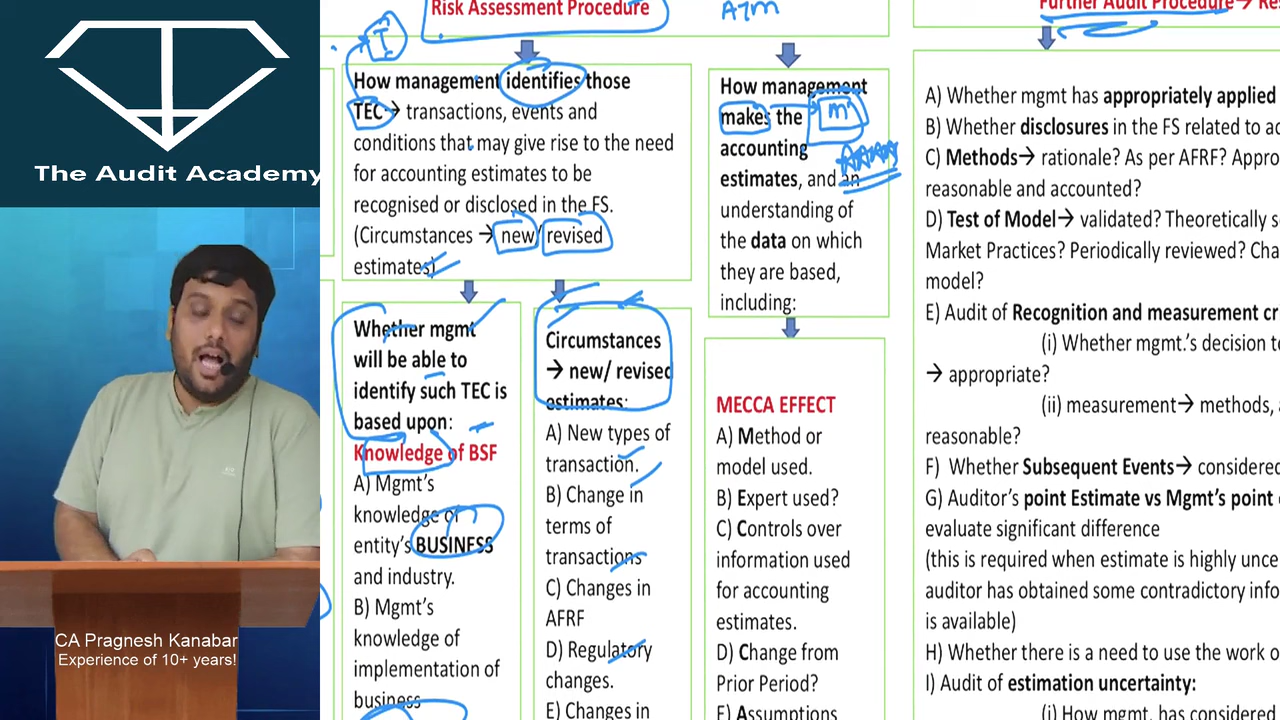 The Audit Academy
CA Pragnesh Kanabar
Experience of 10+ years!
Risk Assessment Procedure
I
How management identifies those
TEC→ transactions, events and
conditions that may give rise to the need
for accounting estimates to be
recognised or disclosed in the FS.
(Circumstances → new/ revised
estimates)
Whether mgmt
will be able to
identify such TEC is
based upon:
Knowledge of BSF
A) Mgmt's
knowledge of
entity's BUSINESS
and industry.
B) Mgmt's
knowledge of
implementation of
business
Circumstances
→ new/ revised
estimates:
A) New types of
transaction.
B) Change in
terms of
transactions
C) Changes in
AFRF
D) Regulatory
changes.
E) Changes in
How management
makes the m
accounting
estimates, and an
understanding of
the data on which
they are based,
including:
MECCA EFFECT
A) Method or
model used.
B) Expert used?
C) Controls over
information used
for accounting
estimates.
D) Change from
Prior Period?
E) Assumptions
Further Audit Procedure→
A) Whether mgmt has appropriately applied
B) Whether disclosures in the FS related to
C) Methods→ rationale? As per AFRF?
reasonable and accounted?
D) Test of Model→ validated? Theoretically
Market Practices? Periodically reviewed?
model?
E) Audit of Recognition and measurement
(i) Whether mgmt.'s decision
→ appropriate?
(ii) measurement→ methods,
reasonable?
F) Whether Subsequent Events→ considered
G) Auditor's point Estimate vs Mgmt's point
evaluate significant difference
(this is required when estimate is highly
auditor has obtained some contradictory
is available)
H) Whether there is a need to use the work
I) Audit of estimation uncertainty:
(i) How mgmt. has considered